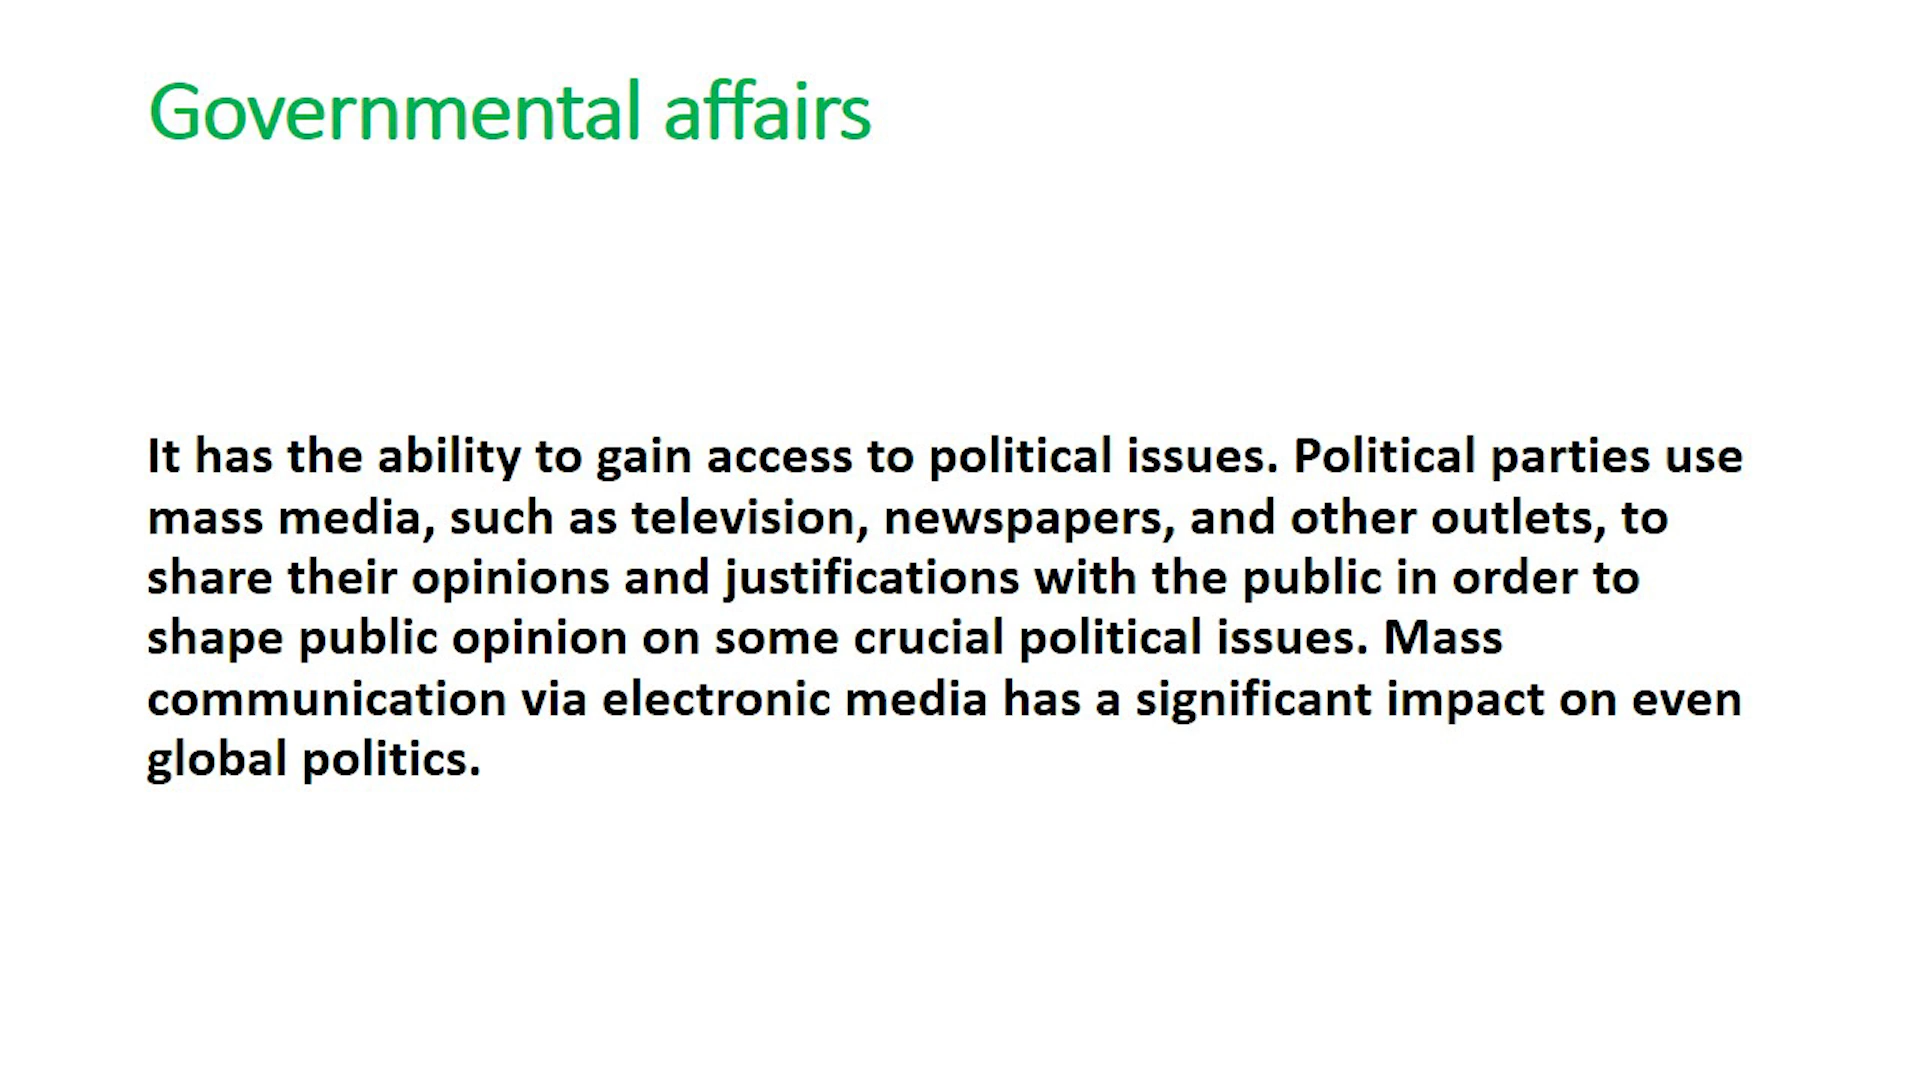 Governmental affairs
It has the ability to gain access to political issues. Political parties use
mass media, such as television, newspapers, and other outlets, to
share their opinions and justifications with the public in order to
shape public opinion on some crucial political issues. Mass
communication via electronic media has a significant impact on even
global politics.